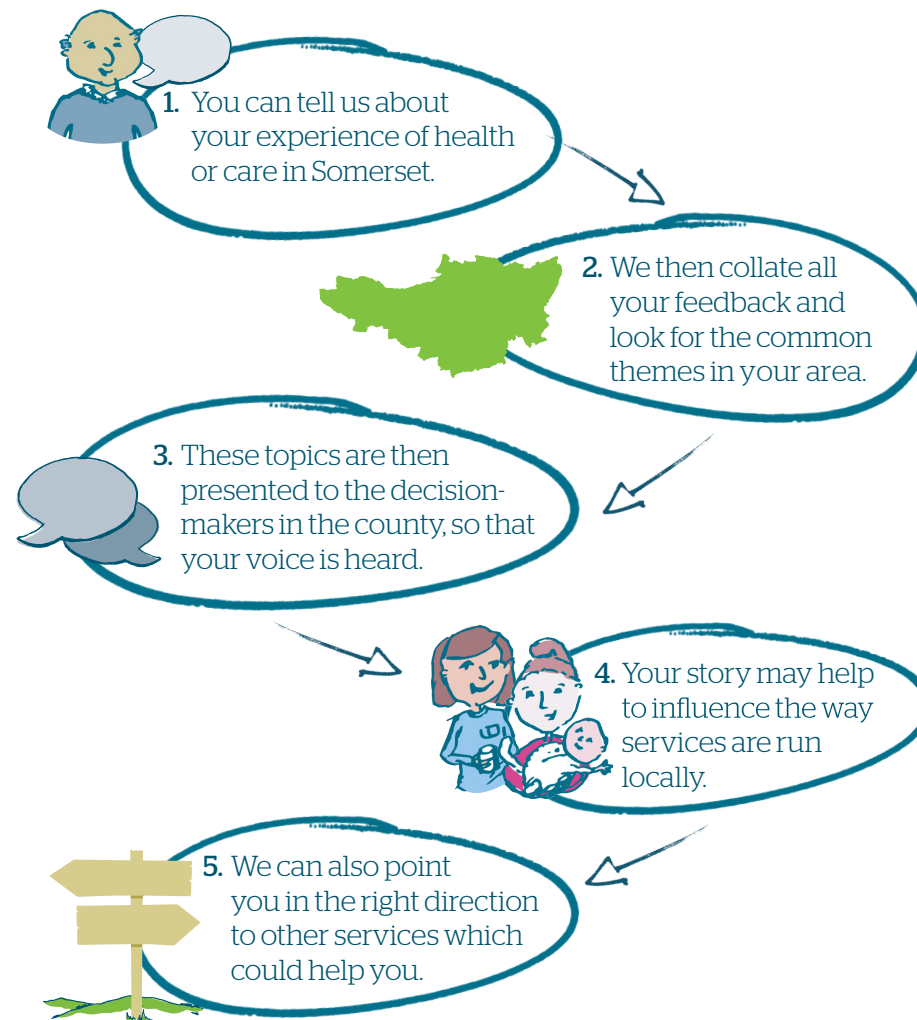 1. You can tell us about
your experience of health
or care in Somerset.
2. We then collate all
your feedback and
look for the common
themes in your area.
3. These topics are then
presented to the decision-
makers in the county, so that
your voice is heard.
4. Your story may help
to influence the way
services are run
locally.
5. We can also point
you in the right direction
to other services which
could help you.